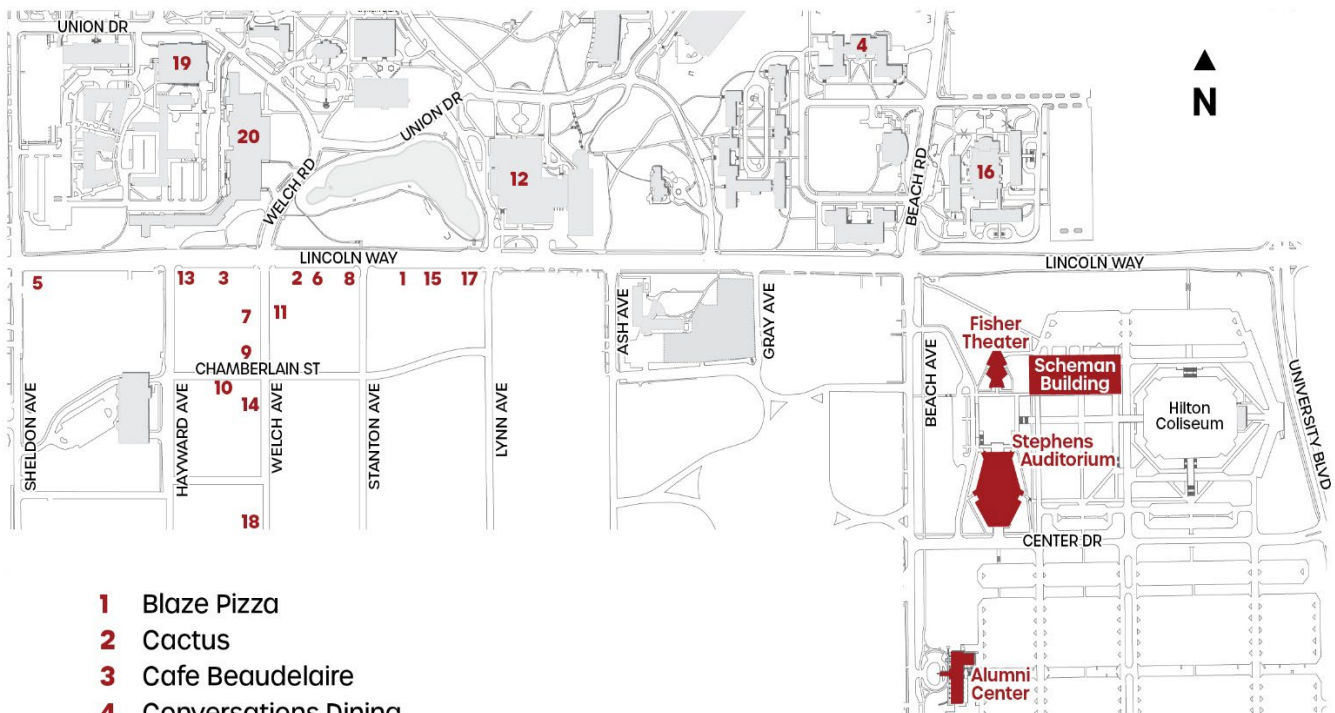 UNION DR
19
4
N
20
UNION DR
WELCH RD
12
BEACH RD
16
LINCOLN WAY
LINCOLN WAY
5
13
3
2
6
8
1
15
17
7
11
9
CHAMBERLAIN ST
10
14
18
SHELDON AVE
HAYWARD AVE
WELCH AVE
STANTON AVE
LYNN AVE
ASH AVE
GRAY AVE
BEACH AVE
Fisher
Theater
Scheman
Building
Hilton
Coliseum
UNIVERSITY BLVD
Stephens
Auditorium
CENTER DR
Alumni
Center
1 Blaze Pizza
2 Cactus
3 Cafe Beaudelaire
4 Conversations Dining